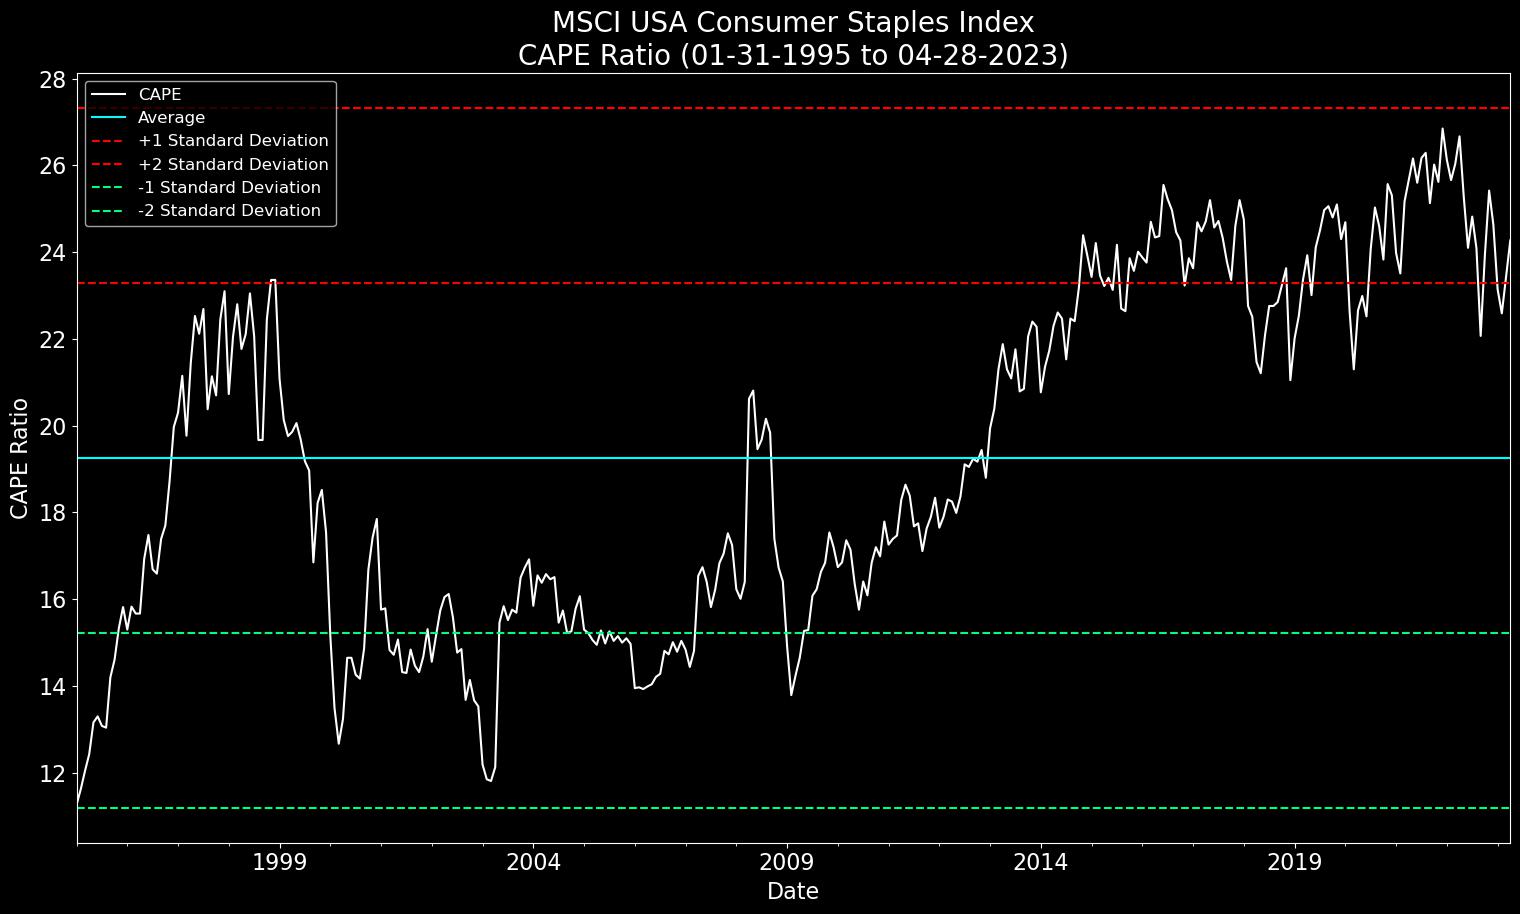 MSCI USA Consumer Staples Index
CAPE Ratio (01-31-1995 to 04-28-2023)
CAPE
Average
+1 Standard Deviation
+2 Standard Deviation
-1 Standard Deviation
-2 Standard Deviation
CAPE Ratio
28
26
24
22
20
18
16
14
12
1999
2004
2009
2014
2019
Date